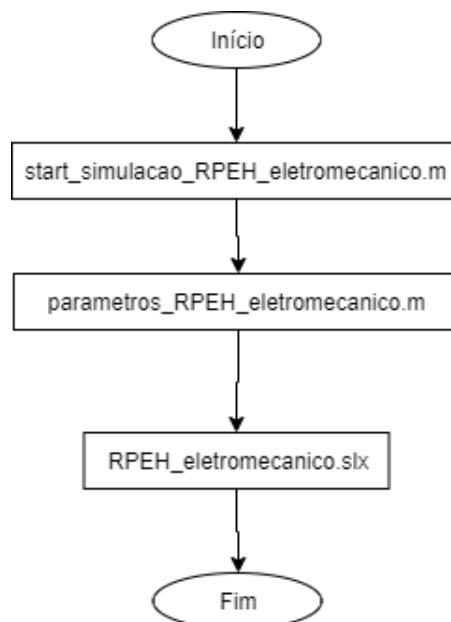 Início
start_simulacao_RPEH_eletromecanico.m
parametros_RPEH_eletromecanico.m
RPEH_eletromecanico.slx
Fim